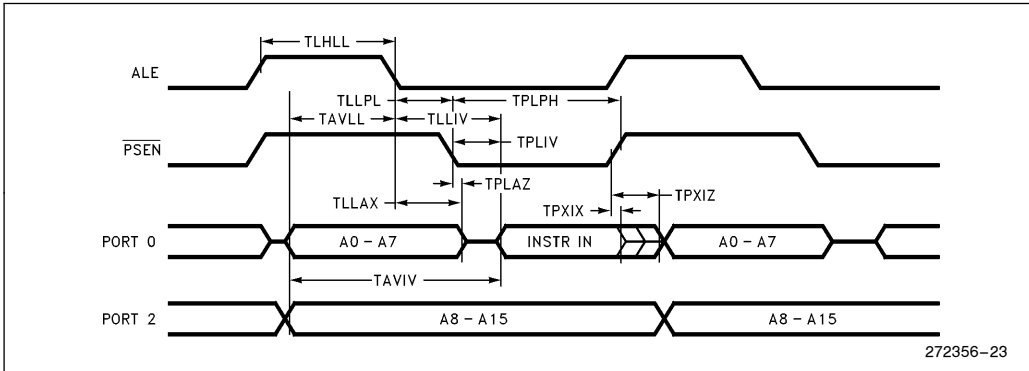 TLHLL
ALE
TLLPL
TPLPH
TAVLL
TLLIV
PSEN
TPLIV
TPLAZ
TLLAX
TPXIZ
TPXIX
PORT 0
A0 – A7
INSTR IN
A0 – A7
TAVIV
PORT 2
A8 – A15
A8 – A15
272356–23